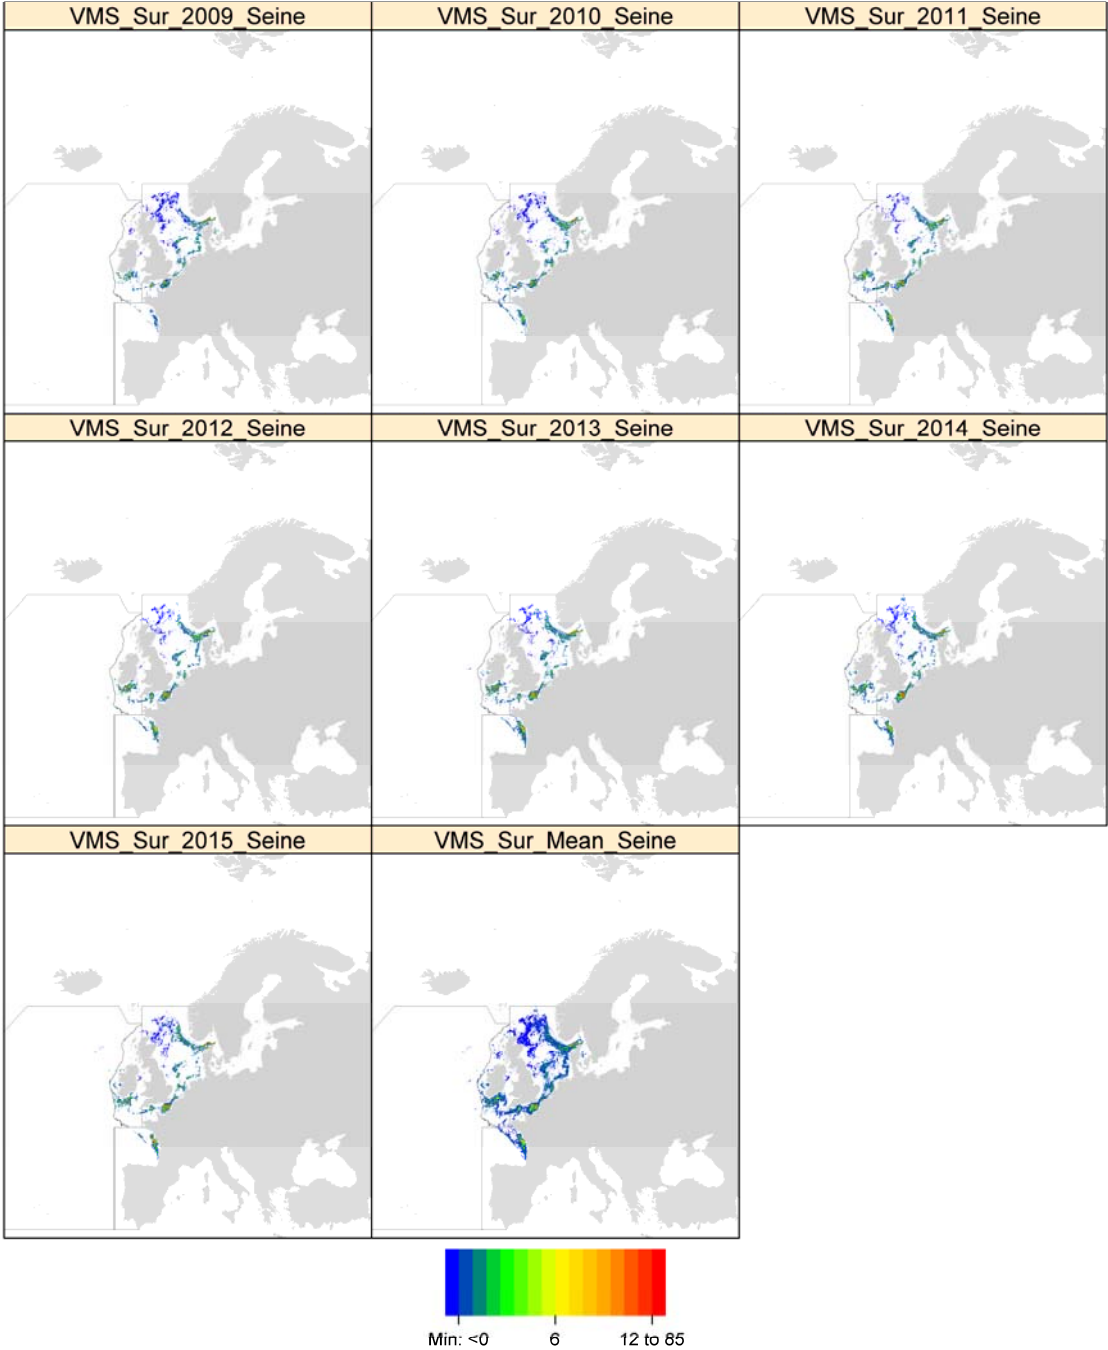 VMS_Sur_2009_Seine
VMS_Sur_2010_Seine
VMS_Sur_2011_Seine
VMS_Sur_2012_Seine
VMS_Sur_2013_Seine
VMS_Sur_2014_Seine
VMS_Sur_2015_Seine
VMS_Sur_Mean_Seine
Min: <0 6 12 to 85